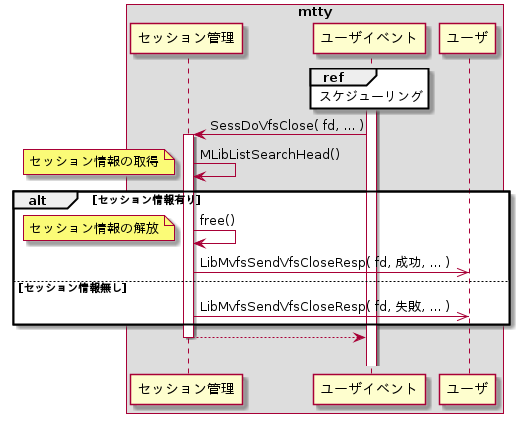 mtty
セッション管理
ユーザイベント
ユーザ
ref
スケジューリング
SessDoVfsClose( fd, ... )
セッション情報の取得
MLibListSearchHead()
alt
[セッション情報有り]
セッション情報の解放
free()
LibMvfsSendVfsCloseResp( fd, 成功, ... )
[セッション情報無し]
LibMvfsSendVfsCloseResp( fd, 失敗, ... )
セッション管理
ユーザイベント
ユーザ